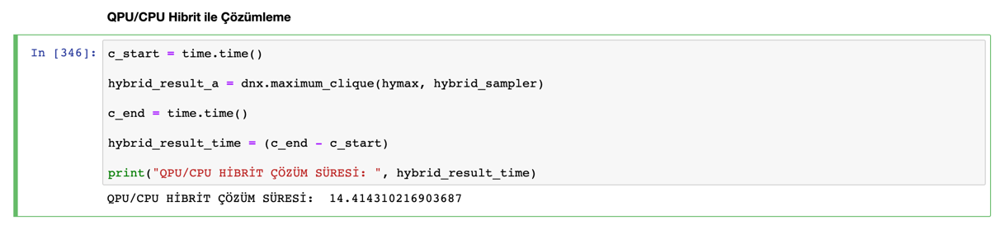 QPU/CPU Hibrit ile Çözümleme
In [346]: c_start = time.time()
hybrid_result_a = dnx.maximum_clique(hymax, hybrid_sampler)
c_end = time.time()
hybrid_result_time = (c_end - c_start)
print("QPU/CPU HİBRİT ÇÖZÜM SÜRESİ: ", hybrid_result_time)
QPU/CPU HİBRİT ÇÖZÜM SÜRESİ:  14.414310216903687